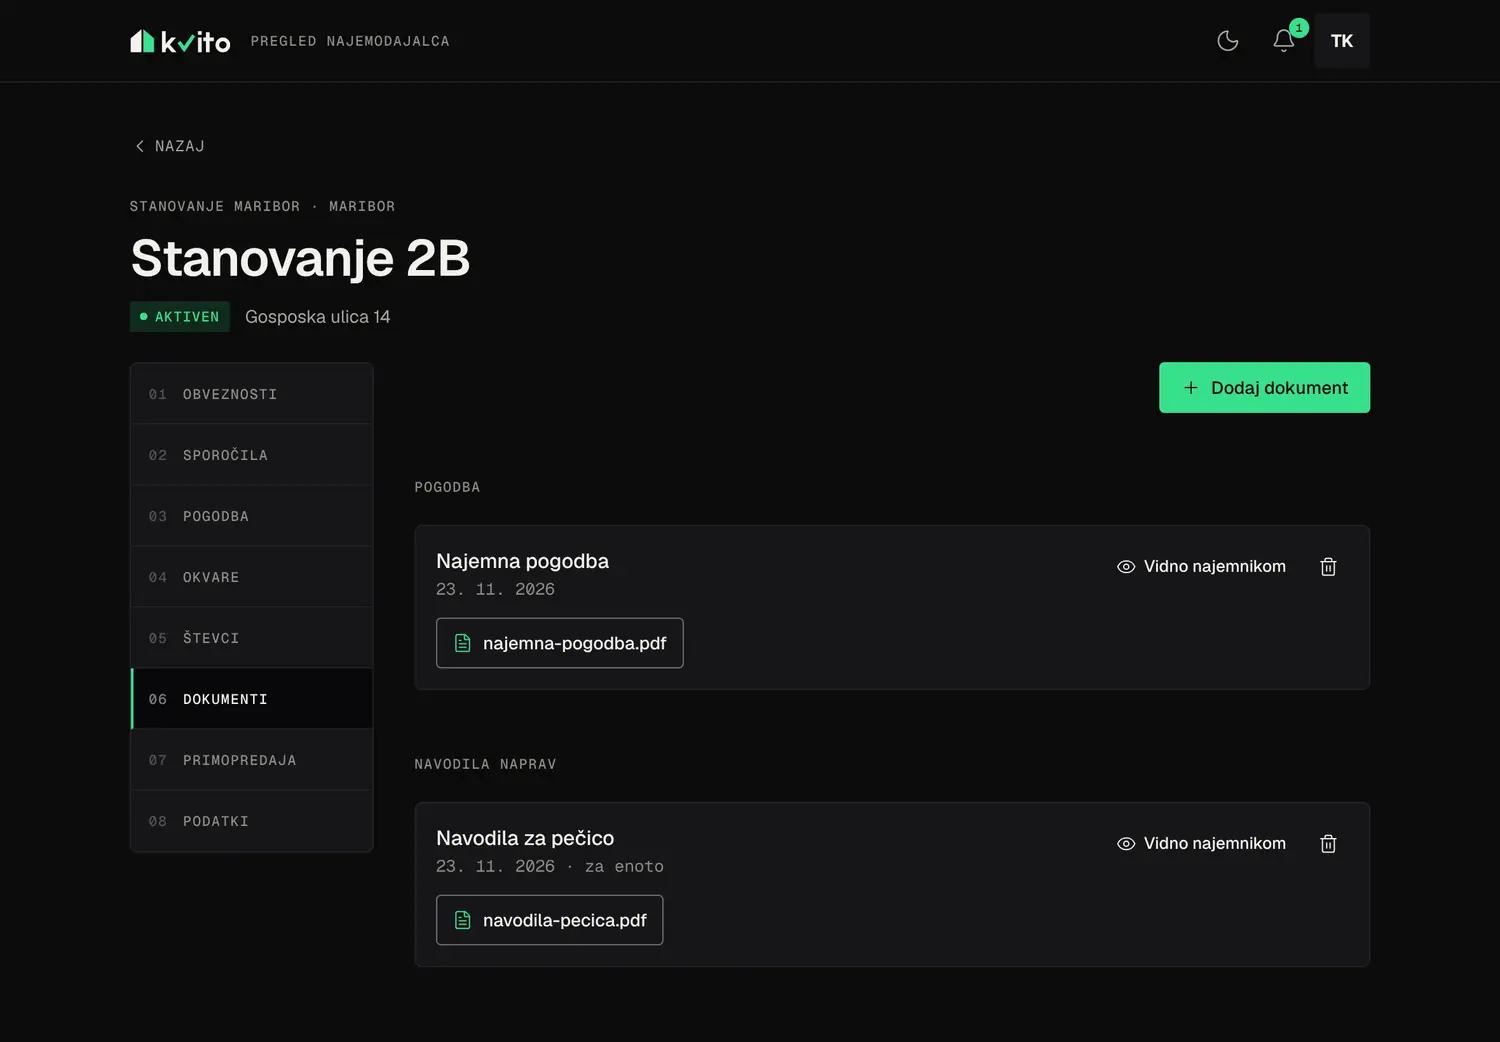 kvito PREGLED NAJEMODAJALCA 1 TK
NAZAJ
STANOVANJE MARIBOR · MARIBOR
Stanovanje 2B
AKTIVEN Gosposka ulica 14
01 OBVEZNOSTI
02 SPOROČILA
03 POGODBA
04 OKVARE
05 ŠTEVCI
06 DOKUMENTI
07 PRIMOPREDAJA
08 PODATKI
+ Dodaj dokument
POGODBA
Najemna pogodba
23. 11. 2026
Vidno najemnikom
najemna-pogodba.pdf
NAVODILA NAPRAV
Navodila za pečico
23. 11. 2026 · za enoto
Vidno najemnikom
navodila-pecica.pdf